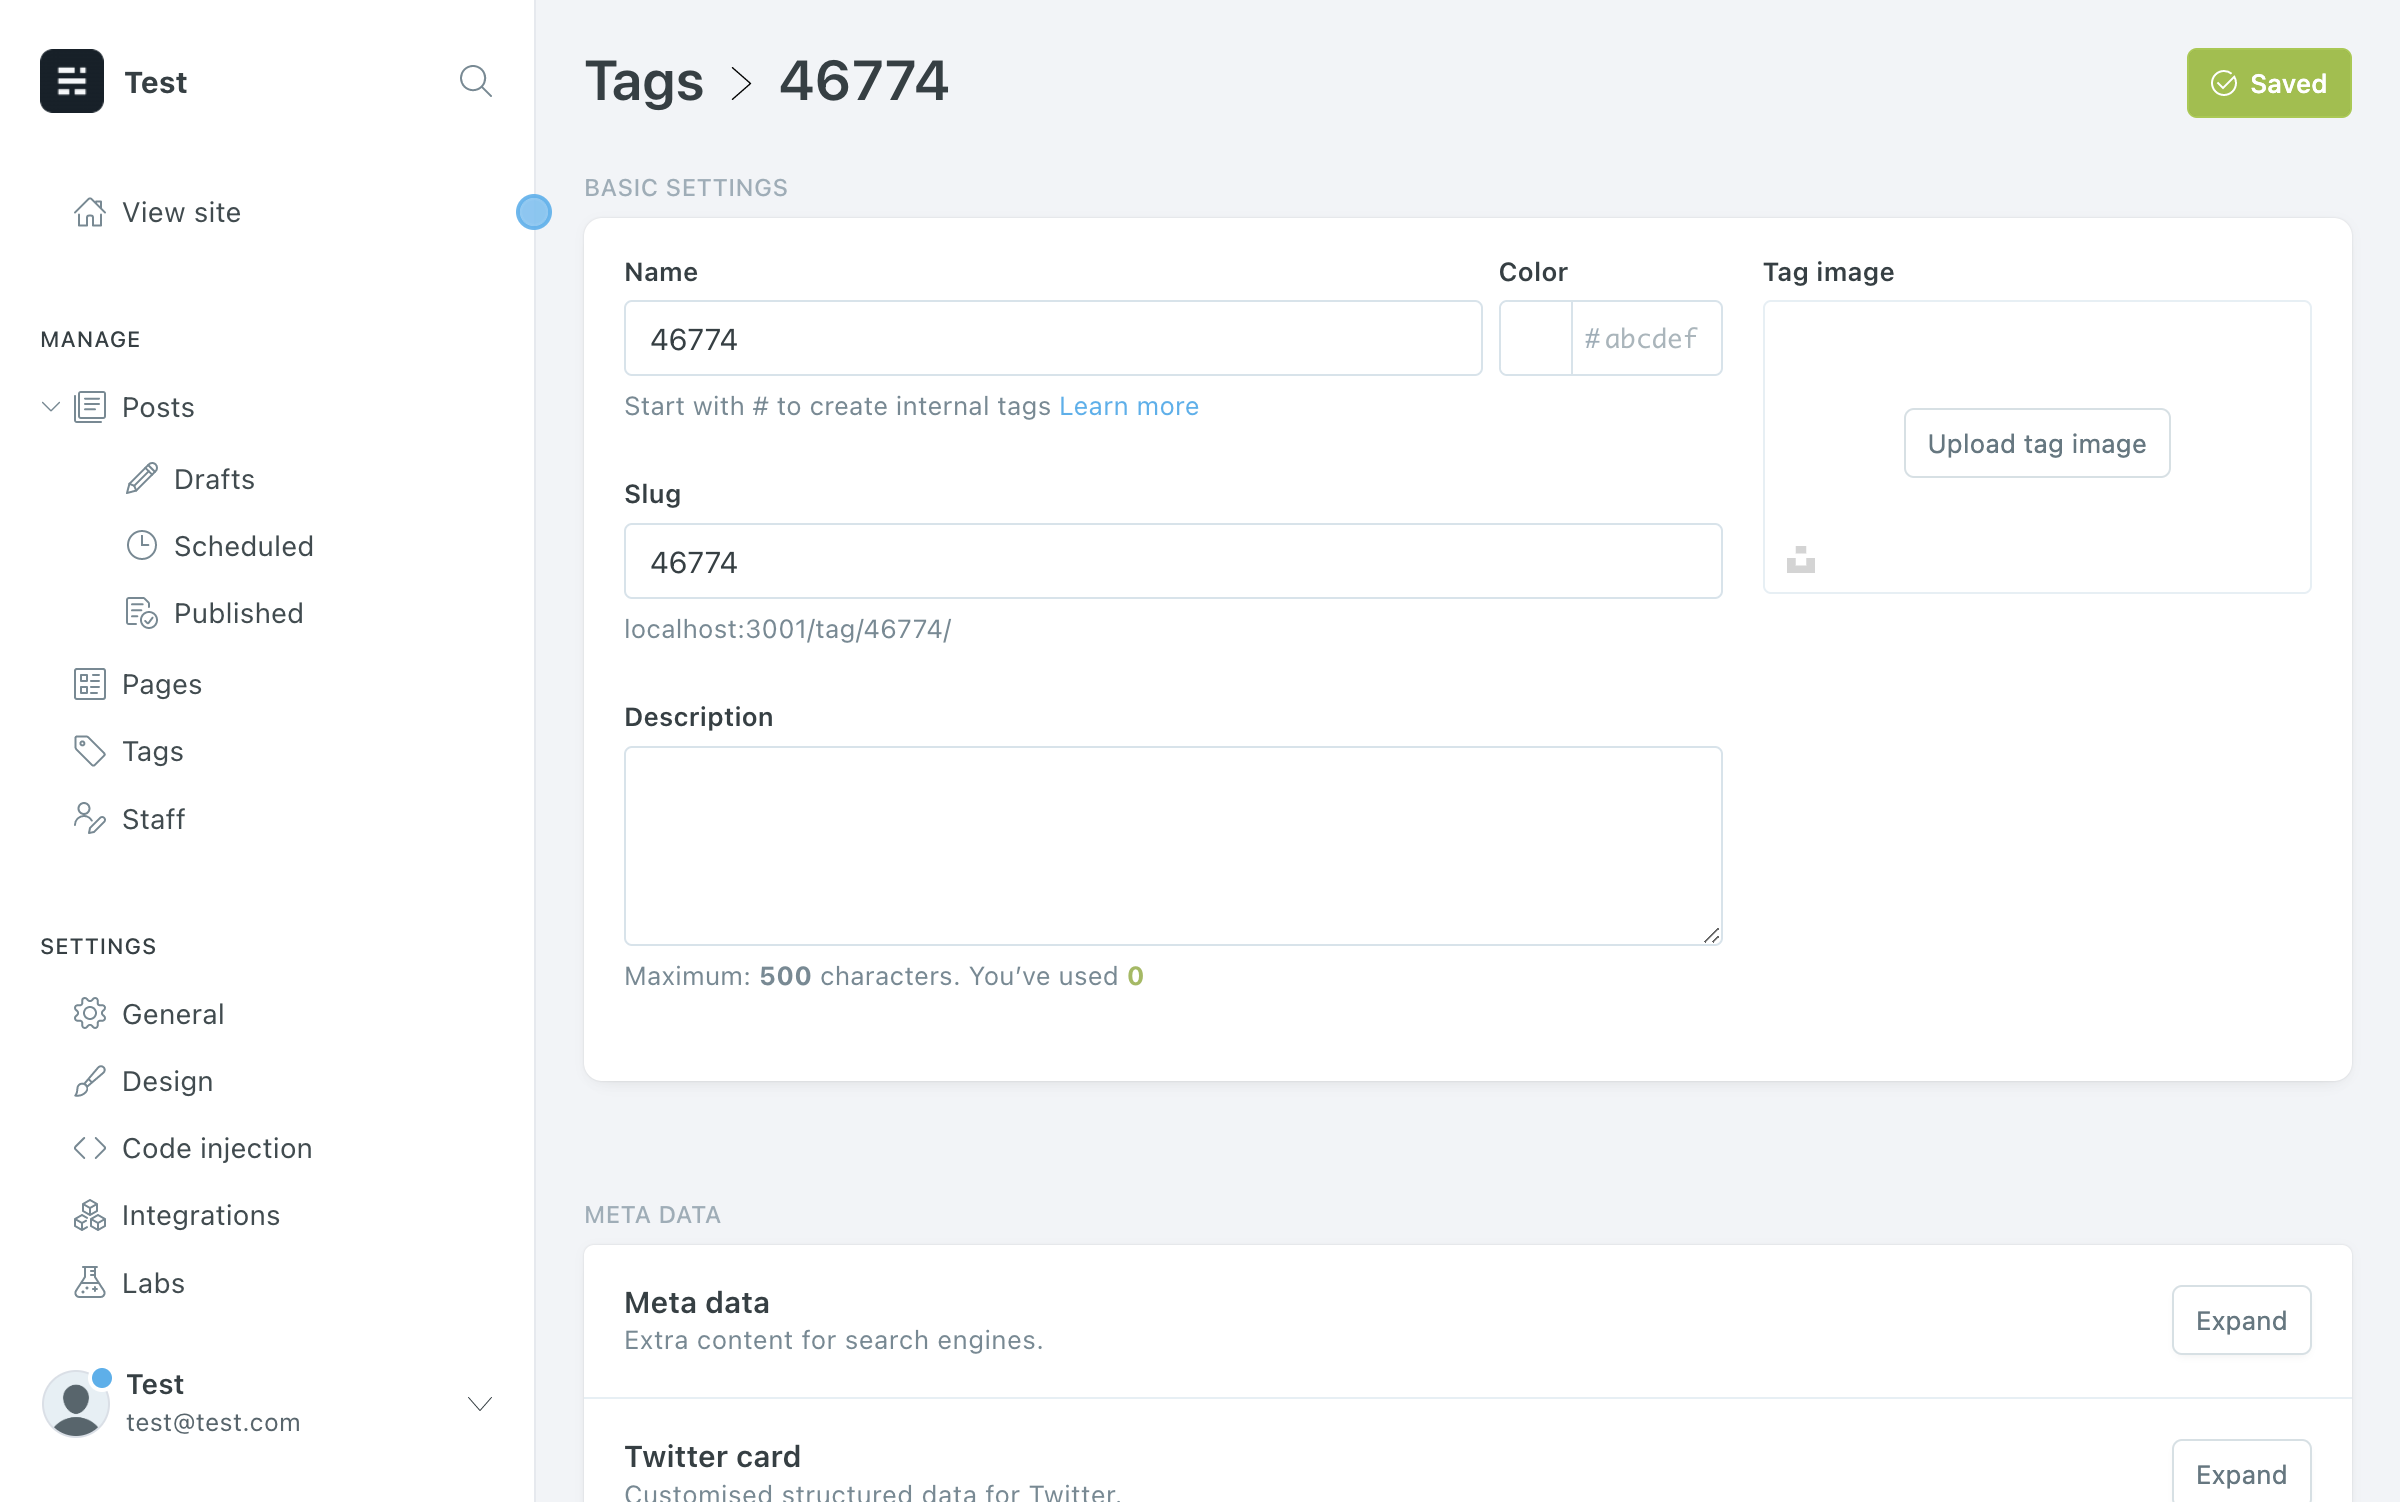 Test
View site
MANAGE
Posts
Drafts
Scheduled
Published
Pages
Tags
Staff
SETTINGS
General
Design
Code injection
Integrations
Labs
Test
test@test.com
Tags > 46774
Saved
BASIC SETTINGS
Name
46774
Start with # to create internal tags Learn more
Color
#abcdef
Tag image
Upload tag image
Slug
46774
localhost:3001/tag/46774/
Description
Maximum: 500 characters. You’ve used 0
META DATA
Meta data
Extra content for search engines.
Expand
Twitter card
Customised structured data for Twitter.
Expand